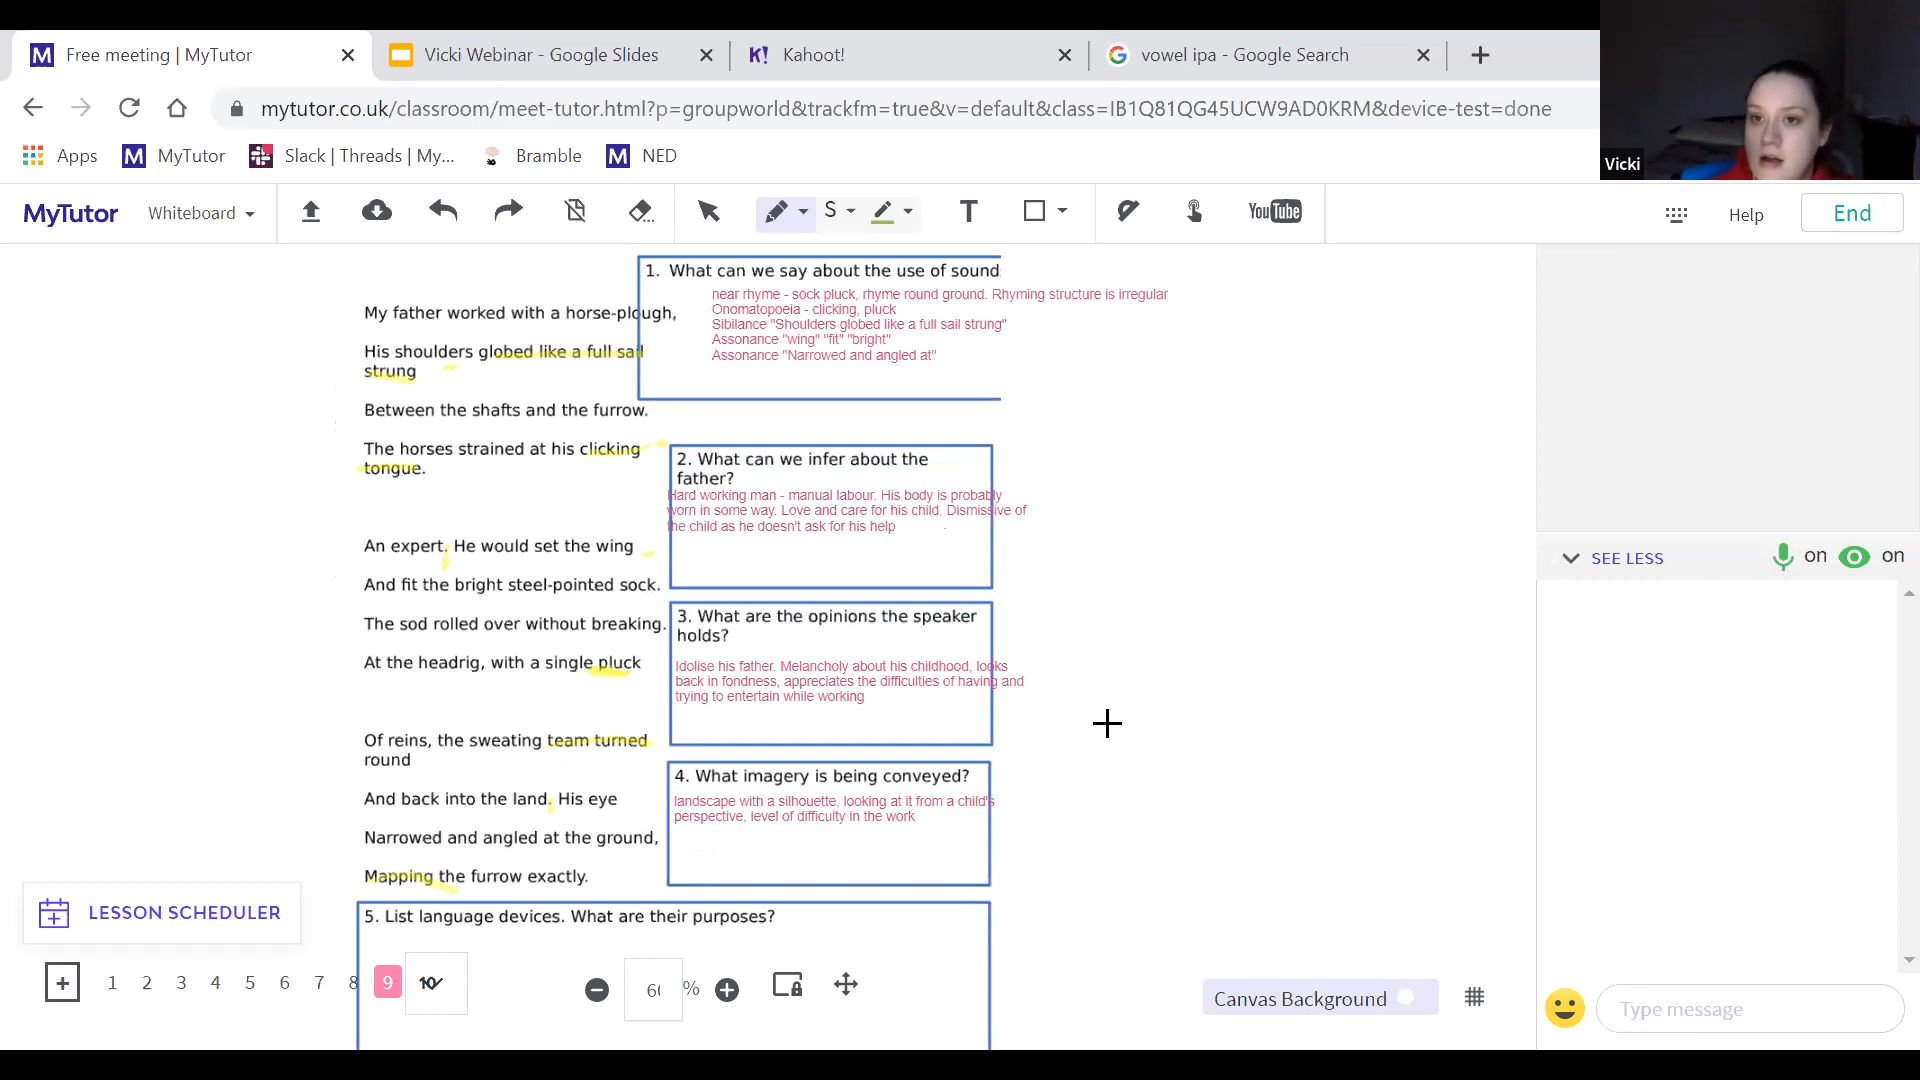 Free meeting | MyTutor
Vicki Webinar - Google Slides
K! Kahoot!
vowel ipa - Google Search
mytutor.co.uk/classroom/meet-tutor.html?p=groupworld&trackfm=true&v=default&class=IB1Q81QG45UCW9AD0KRM&device-test=done
Apps
M MyTutor
Slack | Threads | My...
Bramble
M NED
Vicki
MyTutor
Whiteboard
S
T
YouTube
Help
End
1. What can we say about the use of sound
near rhyme - sock pluck, rhyme round ground. Rhyming structure is irregular
Onomatopoeia - clicking, pluck
Sibilance "Shoulders globed like a full sail strung"
Assonance "wing" "fit" "bright"
Assonance "Narrowed and angled at"
My father worked with a horse-plough,
His shoulders globed like a full sail
strung
Between the shafts and the furrow.
The horses strained at his clicking
tongue.
2. What can we infer about the
father?
Hard working man - manual labour. His body is probably
worn in some way. Love and care for his child. Dismissive of
the child as he doesn't ask for his help
An expert. He would set the wing
And fit the bright steel-pointed sock.
The sod rolled over without breaking.
At the headrig, with a single pluck
3. What are the opinions the speaker
holds?
Idolise his father. Melancholy about his childhood, looks
back in fondness, appreciates the difficulties of having and
trying to entertain while working
Of reins, the sweating team turned
round
And back into the land. His eye
Narrowed and angled at the ground,
Mapping the furrow exactly.
4. What imagery is being conveyed?
landscape with a silhouette, looking at it from a child's
perspective, level of difficulty in the work
5. List language devices. What are their purposes?
SEE LESS
on
on
LESSON SCHEDULER
1 2 3 4 5 6 7 8 9 10
%
Canvas Background
Type message